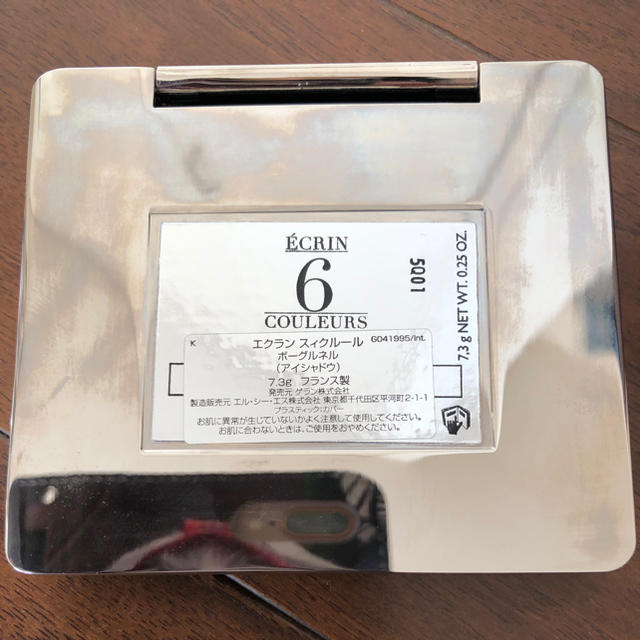 ÉCRIN
6
COULEURS
5Q01
7.3 g NET WT. 0.25 OZ.
K
エクラン スィクルール
G041995/int.
ボーグルネル
(アイシャドウ)
7.3g フランス製
発売元 ゲラン株式会社
製造販売元 エル・シー・エス株式会社 東京都千代田区平河町2-1-1
プラスティック:カバー
お肌に異常が生じていないかよく注意して使用してください。
お肌に合わないときは、ご使用をおやめください。